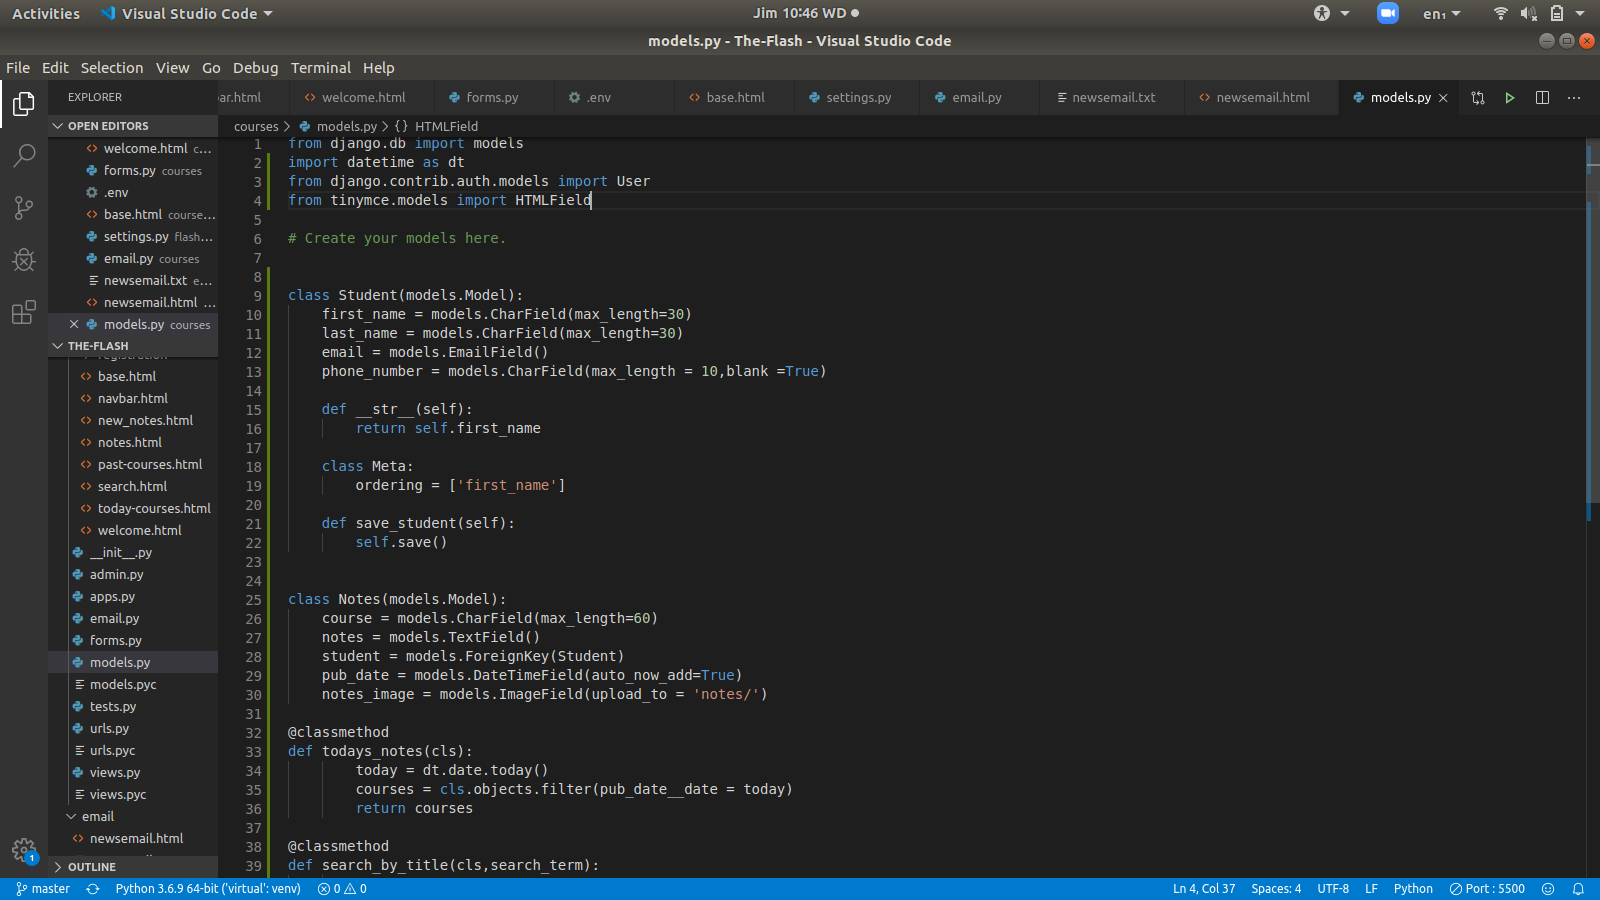 Activities
Visual Studio Code
Jim 10:46 WD
en₁
models.py - The-Flash - Visual Studio Code
File Edit Selection View Go Debug Terminal Help
EXPLORER
ar.html
welcome.html
forms.py
.env
base.html
settings.py
email.py
newsemail.txt
newsemail.html
models.py
OPEN EDITORS
courses > models.py > {} HTMLField
welcome.html c...
forms.py courses
.env
base.html course...
settings.py flash...
email.py courses
newsemail.txt e...
newsemail.html ...
models.py courses
THE-FLASH
registration
base.html
navbar.html
new_notes.html
notes.html
past-courses.html
search.html
today-courses.html
welcome.html
__init__.py
admin.py
apps.py
email.py
forms.py
models.py
models.pyc
tests.py
urls.py
urls.pyc
views.py
views.pyc
email
newsemail.html
OUTLINE
1 from django.db import models
2 import datetime as dt
3 from django.contrib.auth.models import User
4 from tinymce.models import HTMLField
5
6 # Create your models here.
7
8
9 class Student(models.Model):
10 first_name = models.CharField(max_length=30)
11 last_name = models.CharField(max_length=30)
12 email = models.EmailField()
13 phone_number = models.CharField(max_length = 10,blank =True)
14
15 def __str__(self):
16 return self.first_name
17
18 class Meta:
19 ordering = ['first_name']
20
21 def save_student(self):
22 self.save()
23
24
25 class Notes(models.Model):
26 course = models.CharField(max_length=60)
27 notes = models.TextField()
28 student = models.ForeignKey(Student)
29 pub_date = models.DateTimeField(auto_now_add=True)
30 notes_image = models.ImageField(upload_to = 'notes/')
31
32 @classmethod
33 def todays_notes(cls):
34 today = dt.date.today()
35 courses = cls.objects.filter(pub_date__date = today)
36 return courses
37
38 @classmethod
39 def search_by_title(cls,search_term):
1
master
Python 3.6.9 64-bit ('virtual': venv)
0 0
Ln 4, Col 37
Spaces: 4
UTF-8
LF
Python
Port : 5500